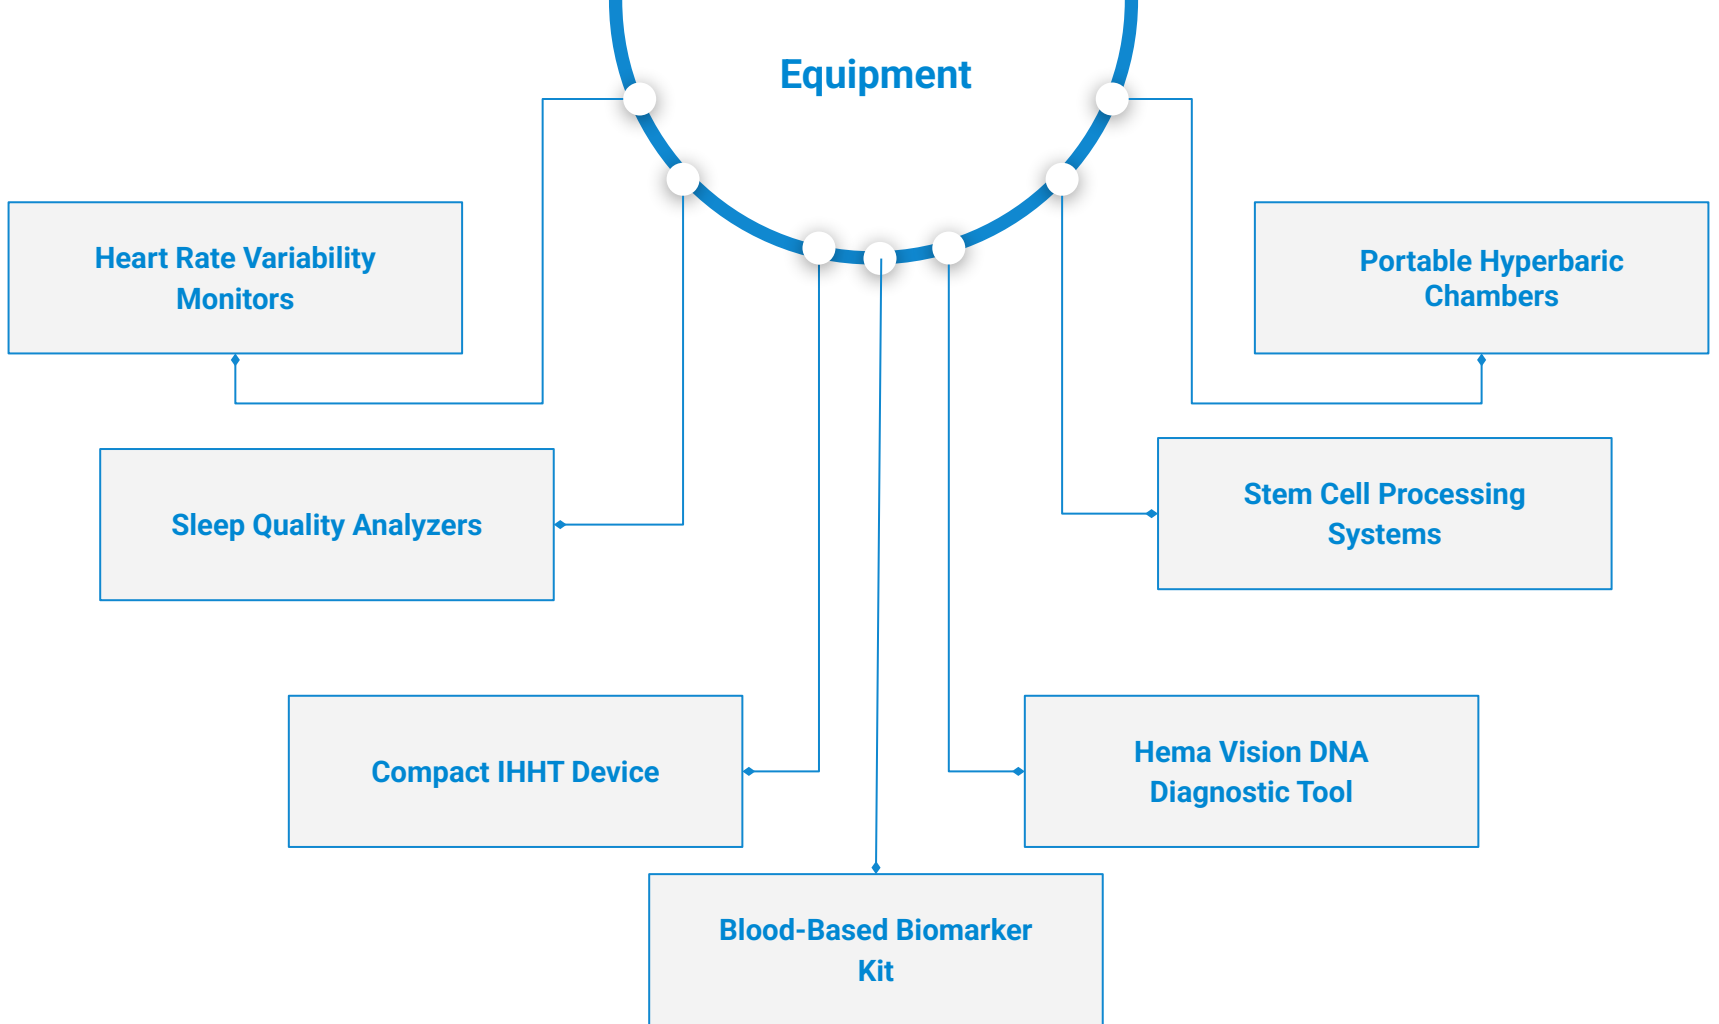 Equipment
Heart Rate Variability
Monitors
Portable Hyperbaric
Chambers
Sleep Quality Analyzers
Stem Cell Processing
Systems
Compact IHHT Device
Hema Vision DNA
Diagnostic Tool
Blood-Based Biomarker
Kit